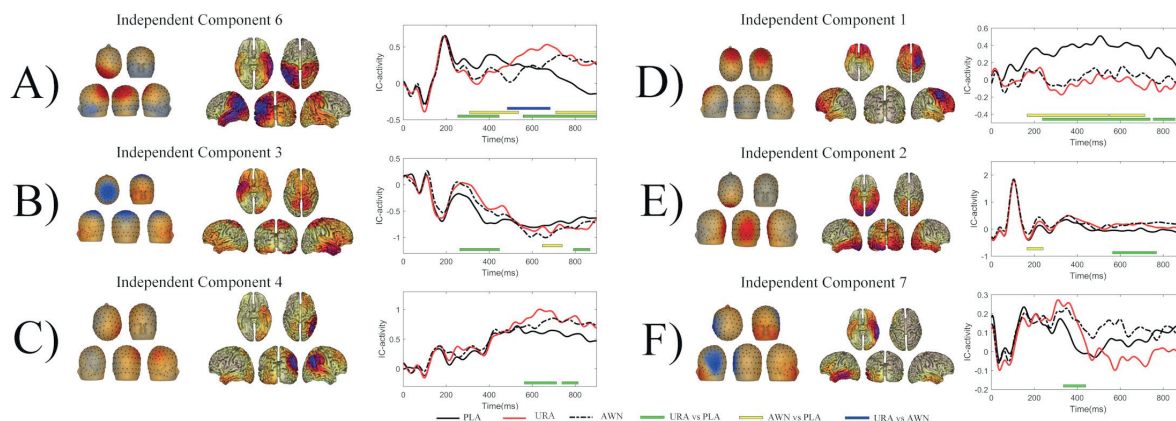 Independent Component 6
A)
IC-activity
0.5
0
-0.5
0 200 400 600 800
Time(ms)
Independent Component 3
B)
IC-activity
0.5
0
-0.5
-1
0 200 400 600 800
Time(ms)
Independent Component 4
C)
IC-activity
1
0
0 200 400 600 800
Time(ms)
Independent Component 1
D)
IC-activity
0.6
0.4
0.2
0
-0.4
0 200 400 600 800
Time(ms)
Independent Component 2
E)
IC-activity
2
1
0
-1
0 200 400 600 800
Time(ms)
Independent Component 7
F)
IC-activity
0.3
0.2
0.1
0
0.2
0 200 400 600 800
Time(ms)
PLA URA AWN URA vs PLA AWN vs PLA URA vs AWN